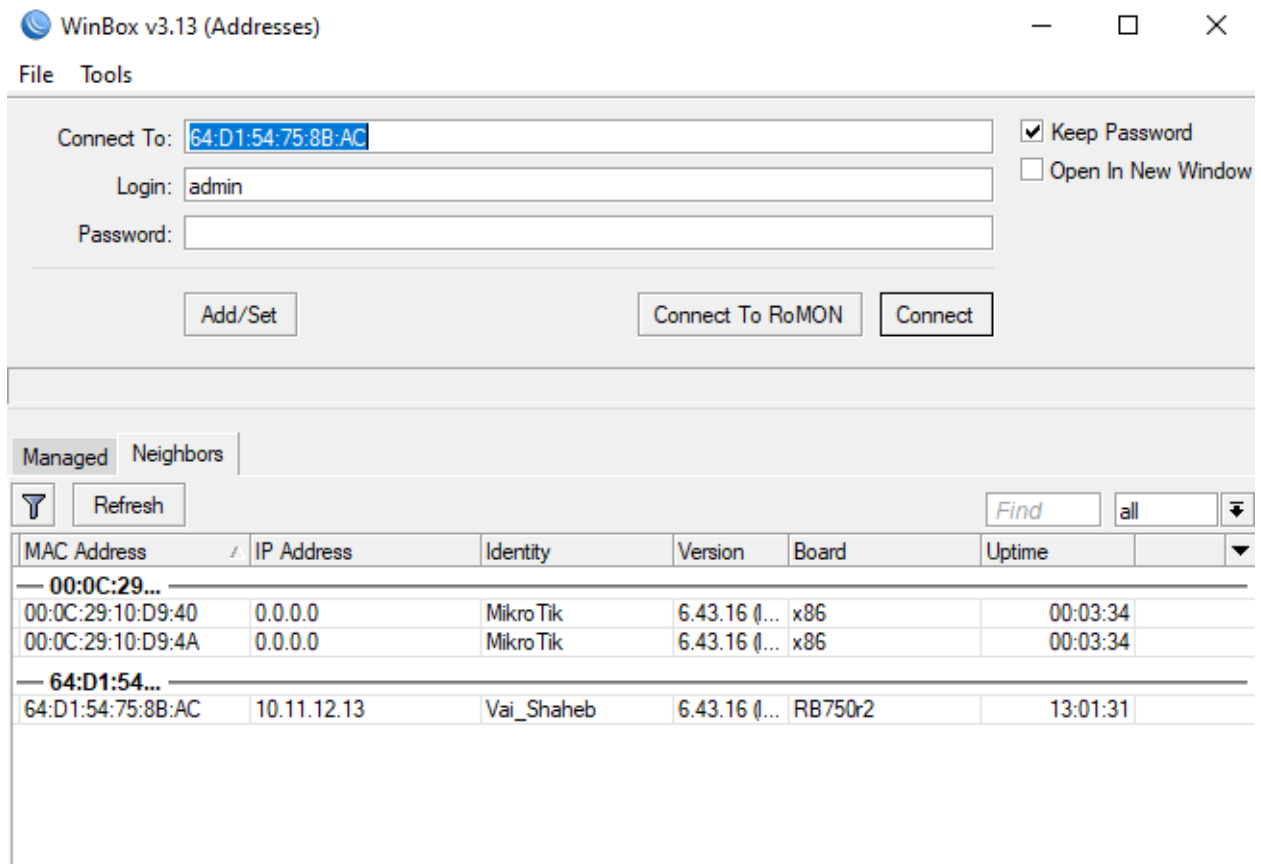 WinBox v3.13 (Addresses)
File Tools
Connect To: 64:D1:54:75:8B:AC
Keep Password
Login: admin
Open In New Window
Password:
Add/Set Connect To RoMON Connect
Managed Neighbors
Refresh Find all
MAC Address IP Address Identity Version Board Uptime
00:0C:29...
00:0C:29:10:D9:40 0.0.0.0 MikroTik 6.43.16 (l... x86 00:03:34
00:0C:29:10:D9:4A 0.0.0.0 MikroTik 6.43.16 (l... x86 00:03:34
64:D1:54...
64:D1:54:75:8B:AC 10.11.12.13 Vai_Shaheb 6.43.16 (l... RB750r2 13:01:31